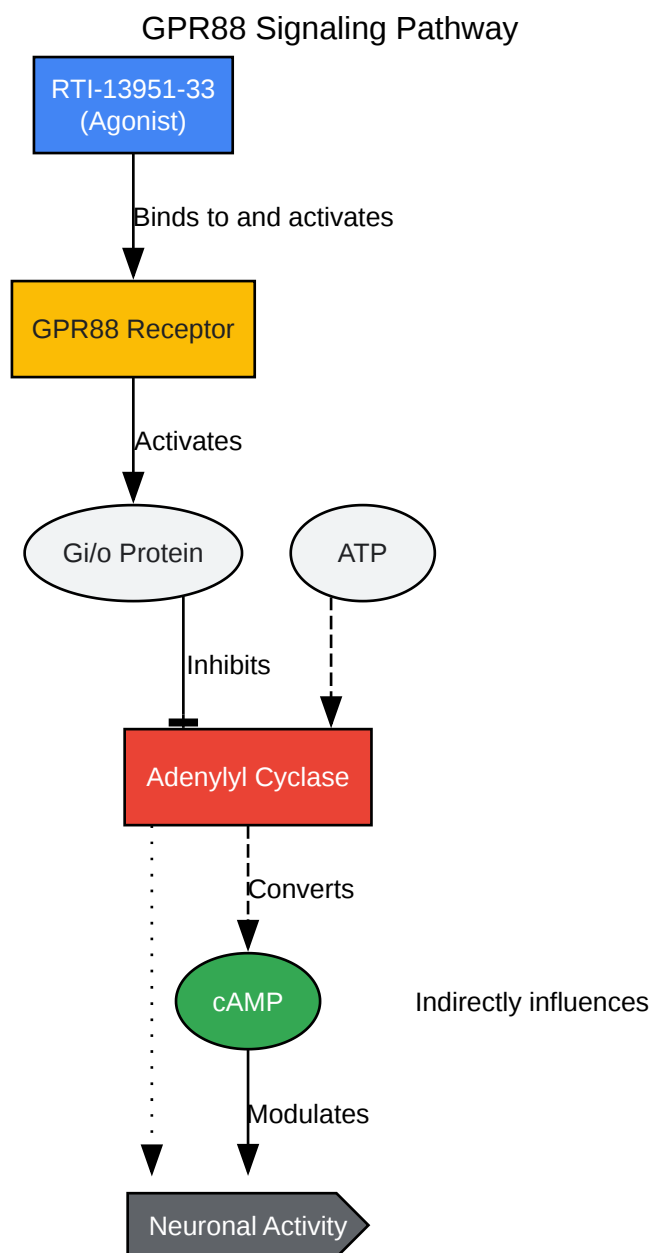 GPR88 Signaling Pathway
RTI-13951-33
(Agonist)
Binds to and activates
GPR88 Receptor
Activates
Gi/o Protein
ATP
Inhibits
Adenylyl Cyclase
Converts
cAMP
Indirectly influences
Modulates
Neuronal Activity